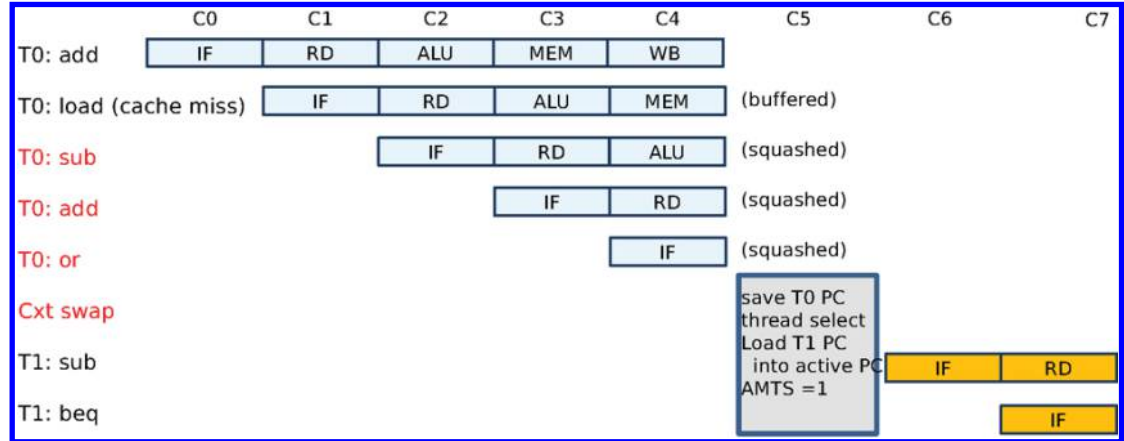 C0 C1 C2 C3 C4 C5 C6 C7
T0: add IF RD ALU MEM WB
T0: load (cache miss) IF RD ALU MEM (buffered)
T0: sub IF RD ALU (squashed)
T0: add IF RD (squashed)
T0: or IF (squashed)
Cxt swap
save T0 PC
thread select
Load T1 PC
into active PC
AMTS =1
T1: sub IF RD
T1: beq IF